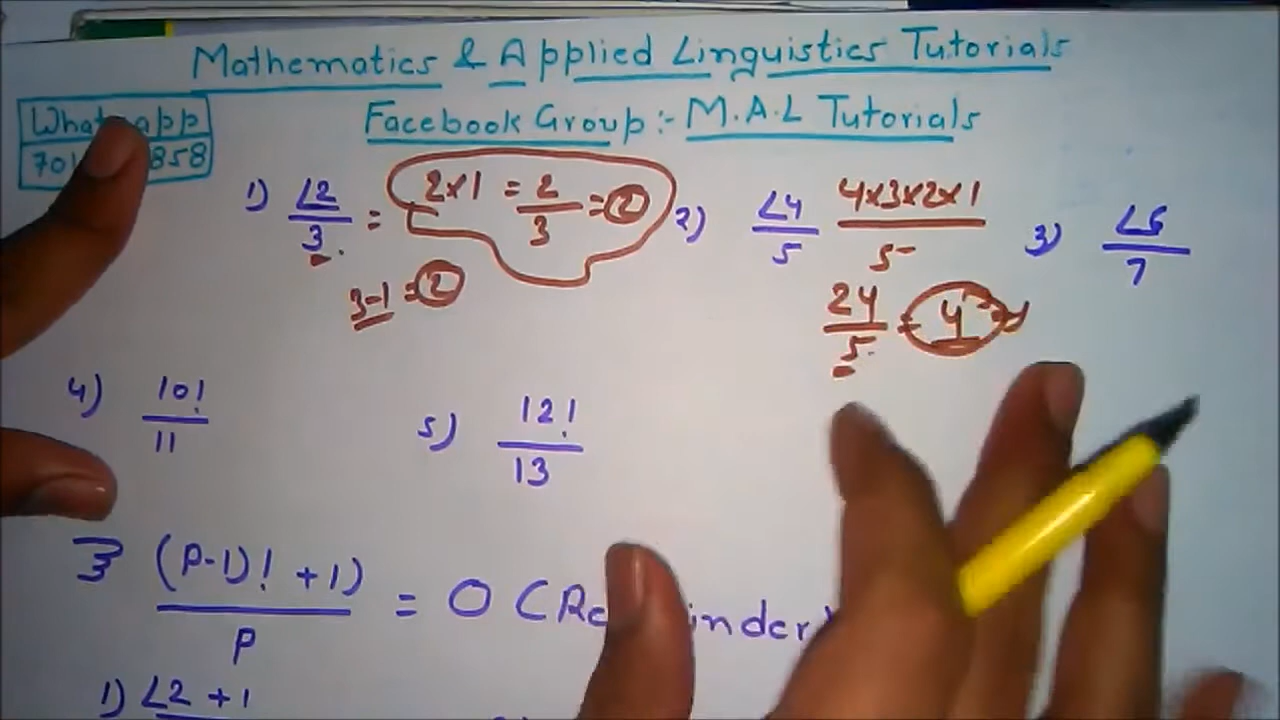 Mathematics & Applied Linguistics Tutorials
Facebook Group:- M.A.L Tutorials
858
1) ∠2/3 = 2×1 = 2/3 = 2
3-1 = 2
2) ∠4/5 4×3×2×1/5
24/5 = 4
3) ∠6/7
4) 10!/11
5) 12!/13
(P-1)! + 1)/P = 0
1) ∠2 + 1